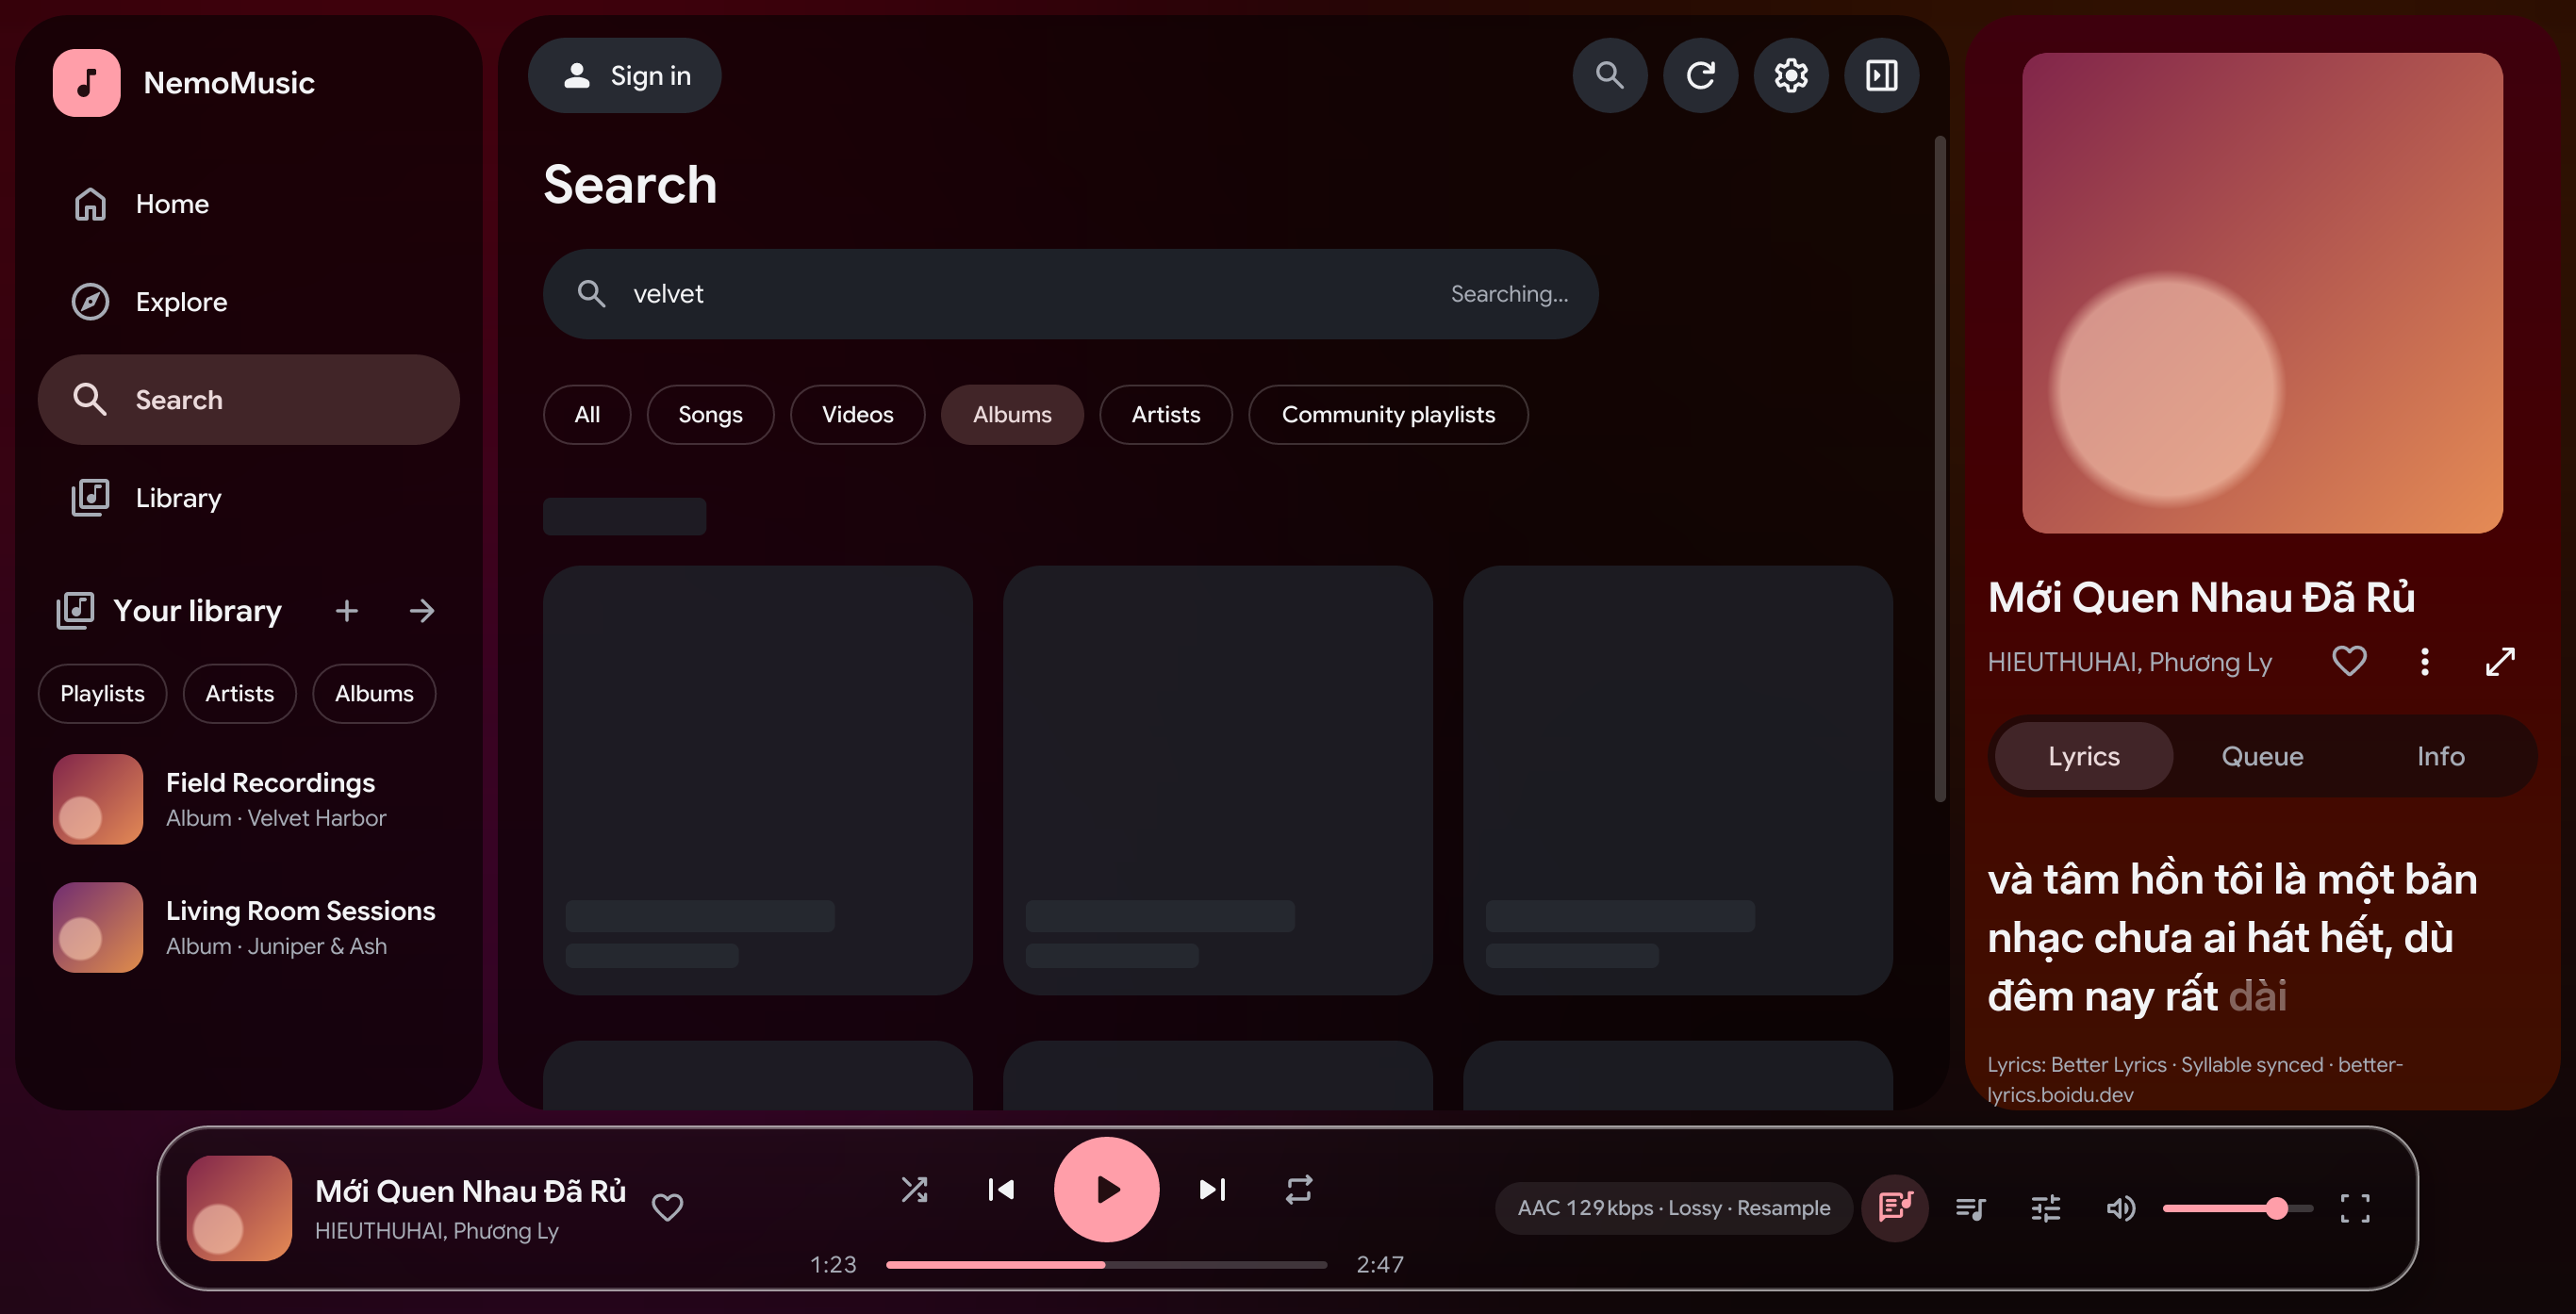 NemoMusic
Home
Explore
Search
Library
Your library
Playlists
Artists
Albums
Field Recordings
Album · Velvet Harbor
Living Room Sessions
Album · Juniper & Ash
Sign in
Search
velvet
Searching...
All
Songs
Videos
Albums
Artists
Community playlists
Mới Quen Nhau Đã Rủ
HIEUTHUHAI, Phương Ly
Lyrics
Queue
Info
và tâm hồn tôi là một bản
nhạc chưa ai hát hết, dù
đêm nay rất dài
Lyrics: Better Lyrics · Syllable synced · better-
lyrics.boidu.dev
Mới Quen Nhau Đã Rủ
HIEUTHUHAI, Phương Ly
1:23
2:47
AAC 129kbps · Lossy · Resample